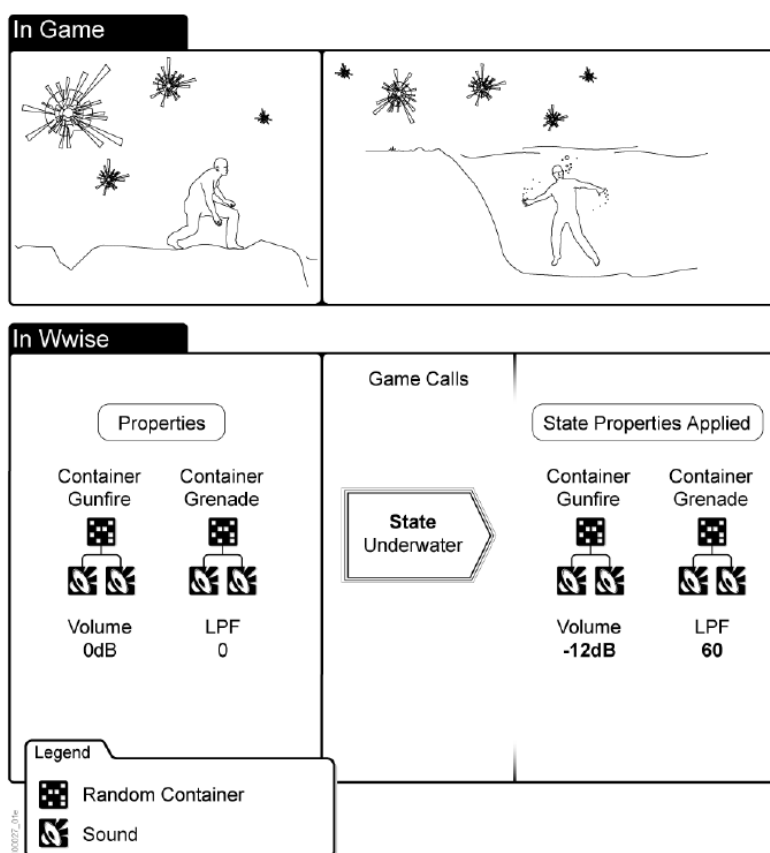 In Game
In Wwise
Properties
Container
Gunfire
Container
Grenade
Volume
0dB
LPF
0
Game Calls
State
Underwater
State Properties Applied
Container
Gunfire
Container
Grenade
Volume
-12dB
LPF
60
Legend
Random Container
Sound